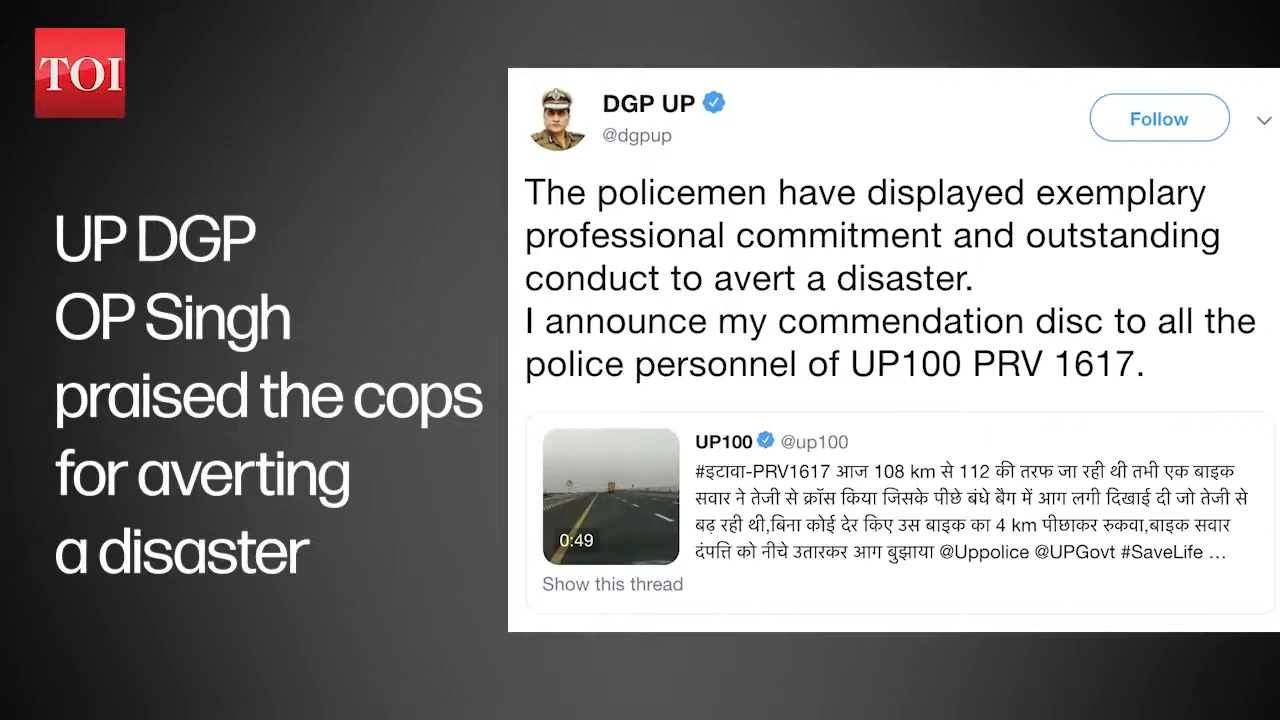 TOI
UP DGP
OP Singh
praised the cops
for averting
a disaster
DGP UP
@dgpup
Follow
The policemen have displayed exemplary
professional commitment and outstanding
conduct to avert a disaster.
I announce my commendation disc to all the
police personnel of UP100 PRV 1617.
UP100 @up100
#इटावा-PRV1617 आज 108 km से 112 की तरफ जा रही थी तभी एक बाइक
सवार ने तेजी से क्रॉस किया जिसके पीछे बंधे बैग में आग लगी दिखाई दी जो तेजी से
बढ़ रही थी,बिना कोई देर किए उस बाइक का 4 km पीछाकर रुकवा,बाइक सवार
दंपत्ति को नीचे उतारकर आग बुझाया @Uppolice @UPGovt #SaveLife …
0:49
Show this thread